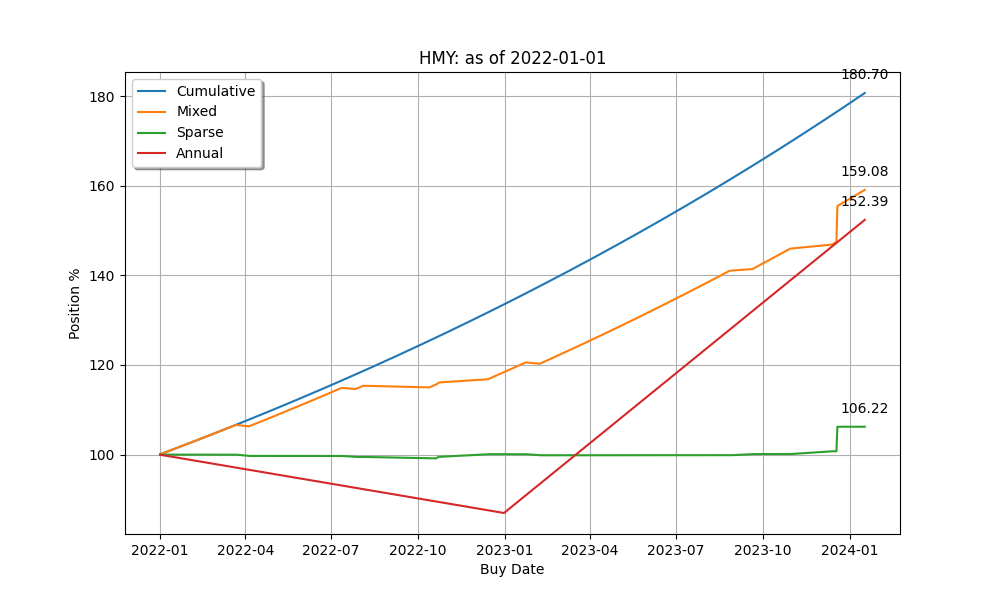 HMY: as of 2022-01-01
180.70
180
Cumulative
Mixed
Sparse
Annual
159.08
160
152.39
140
Position %
120
106.22
100
2022-01 2022-04 2022-07 2022-10 2023-01 2023-04 2023-07 2023-10 2024-01
Buy Date